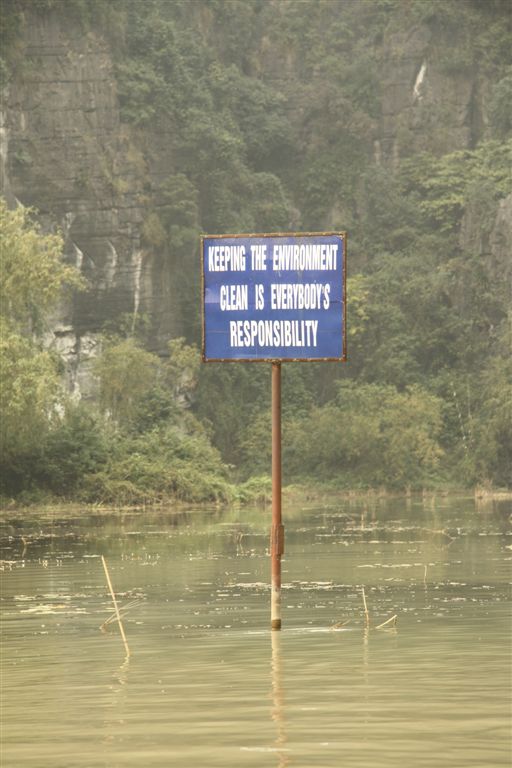 KEEPING THE ENVIRONMENT
CLEAN IS EVERYBODY'S
RESPONSIBILITY